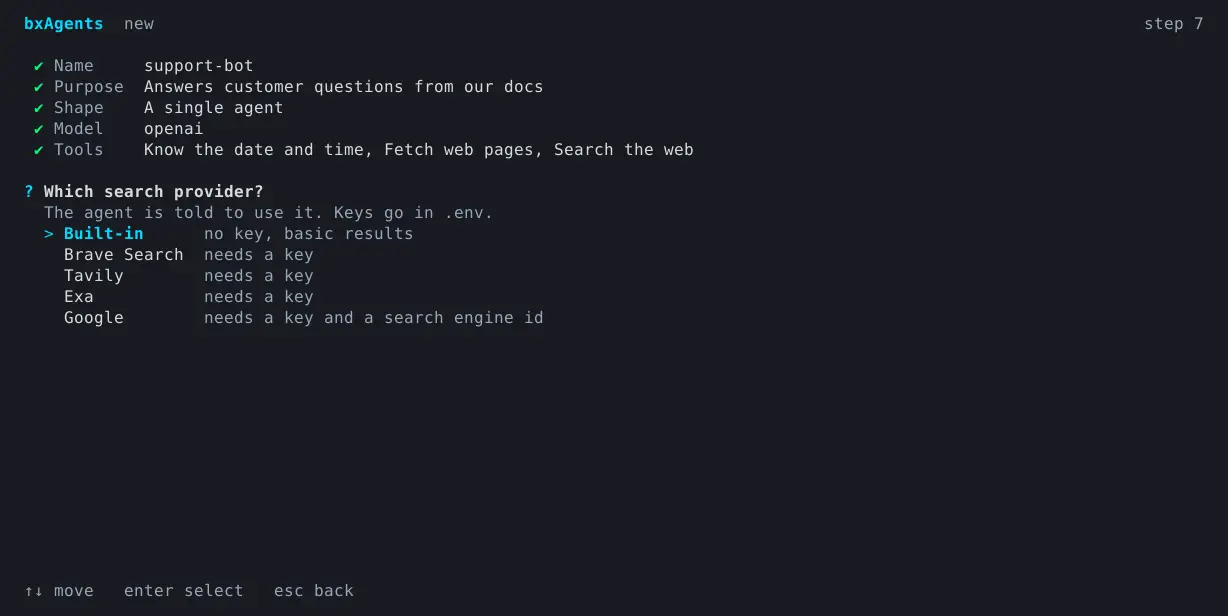 bxAgents new step 7
✔ Name support-bot
✔ Purpose Answers customer questions from our docs
✔ Shape A single agent
✔ Model openai
✔ Tools Know the date and time, Fetch web pages, Search the web
? Which search provider?
The agent is told to use it. Keys go in .env.
> Built-in no key, basic results
Brave Search needs a key
Tavily needs a key
Exa needs a key
Google needs a key and a search engine id
↑↓ move enter select esc back